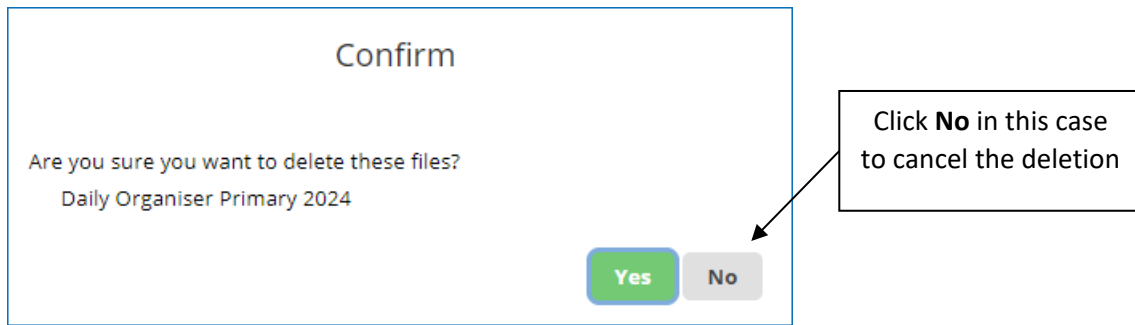 Confirm
Are you sure you want to delete these files?
Daily Organiser Primary 2024
Yes No
Click No in this case
to cancel the deletion